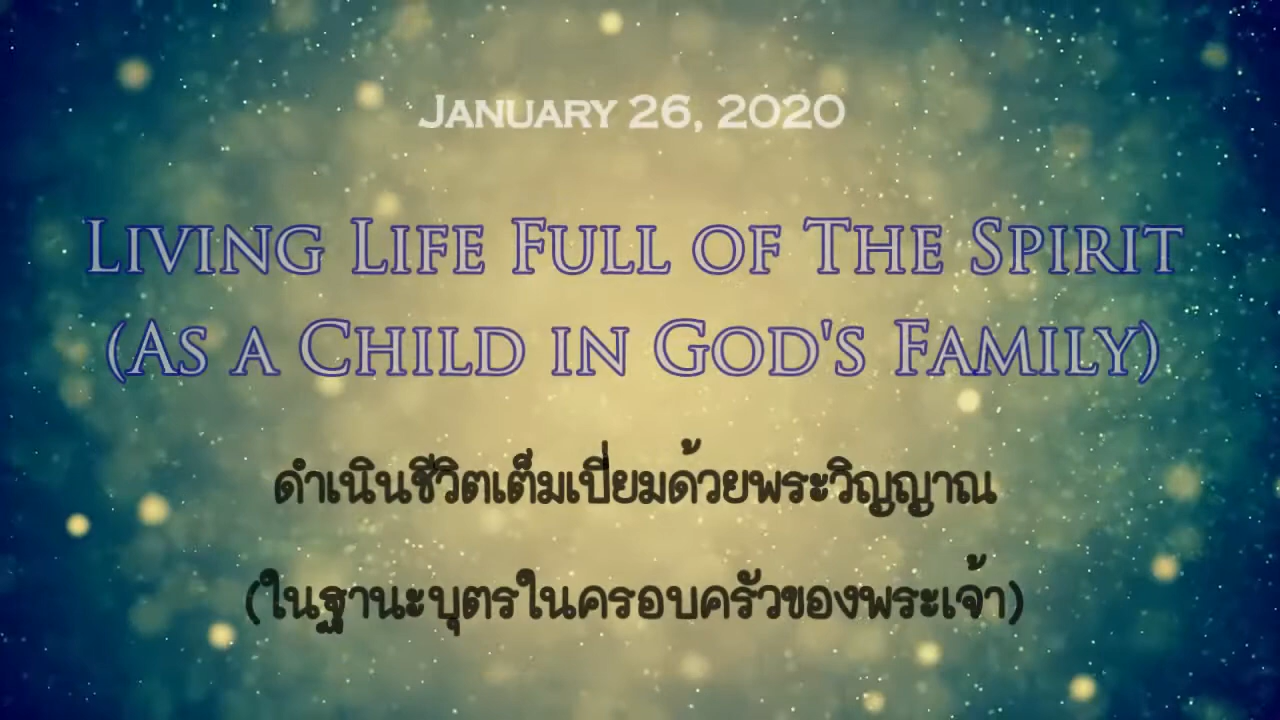 January 26, 2020
Living Life Full of The Spirit
(As a Child in God's Family)
ดำเนินชีวิตเต็มเปี่ยมด้วยพระวิญญาณ
(ในฐานะบุตรในครอบครัวของพระเจ้า)